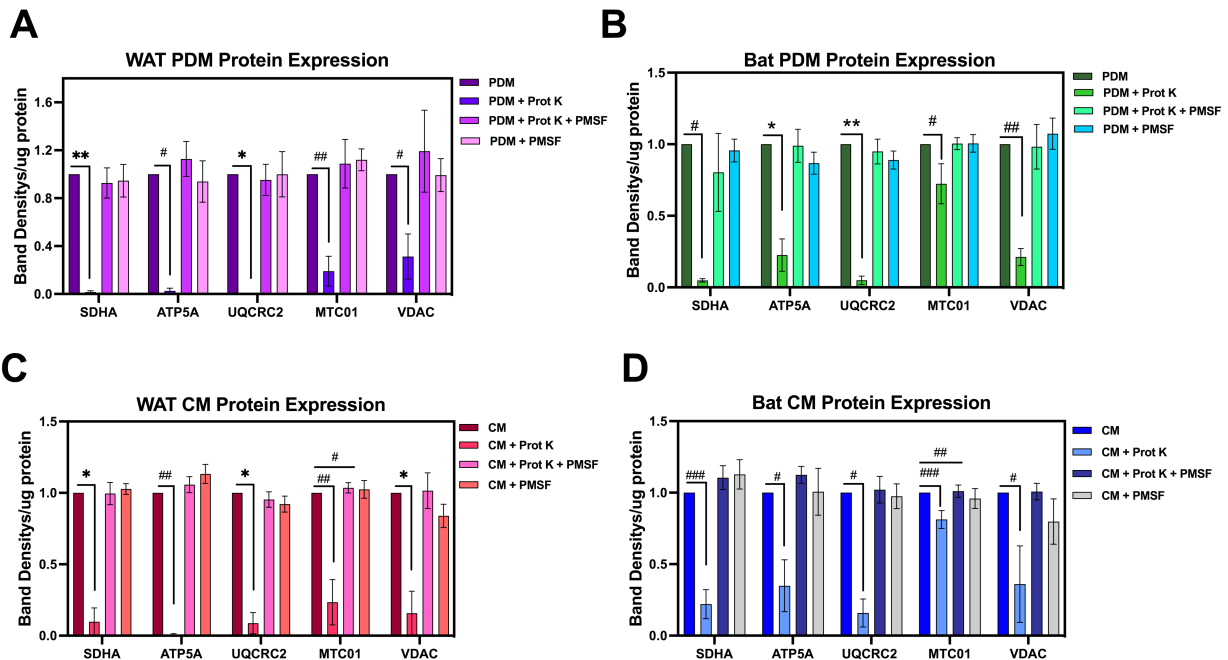 A
WAT PDM Protein Expression
Band Densitys/ug protein
1.6
1.2
0.8
0.4
0.0
** # * ## #
SDHA ATP5A UQCRC2 MTC01 VDAC
PDM
PDM + Prot K
PDM + Prot K + PMSF
PDM + PMSF
B
Bat PDM Protein Expression
Band Densitys/ug protein
1.5
1.0
0.5
0.0
# * ** # ##
SDHA ATP5A UQCRC2 MTC01 VDAC
PDM
PDM + Prot K
PDM + Prot K + PMSF
PDM + PMSF
C
WAT CM Protein Expression
Band Densitys/ug protein
1.5
1.0
0.5
0.0
#
* ## * ## *
SDHA ATP5A UQCRC2 MTC01 VDAC
CM
CM + Prot K
CM + Prot K + PMSF
CM + PMSF
D
Bat CM Protein Expression
Band Densitys/ug protein
1.5
1.0
0.5
0.0
##
### # # ### #
SDHA ATP5A UQCRC2 MTC01 VDAC
CM
CM + Prot K
CM + Prot K + PMSF
CM + PMSF